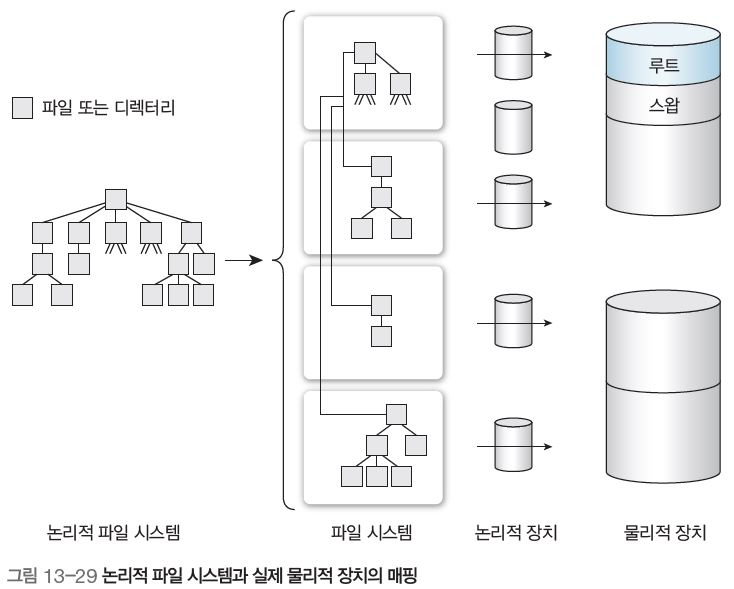 파일 또는 디렉터리
루트
스왑
논리적 파일 시스템
파일 시스템
논리적 장치
물리적 장치
그림 13-29 논리적 파일 시스템과 실제 물리적 장치의 매핑